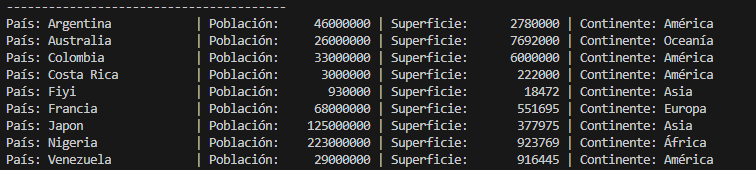 ----------------------------------------
País: Argentina | Población: 46000000 | Superficie: 2780000 | Continente: América
País: Australia | Población: 26000000 | Superficie: 7692000 | Continente: Oceanía
País: Colombia | Población: 33000000 | Superficie: 6000000 | Continente: América
País: Costa Rica | Población: 3000000 | Superficie: 222000 | Continente: América
País: Fiyi | Población: 930000 | Superficie: 18472 | Continente: Asia
País: Francia | Población: 68000000 | Superficie: 551695 | Continente: Europa
País: Japon | Población: 125000000 | Superficie: 377975 | Continente: Asia
País: Nigeria | Población: 223000000 | Superficie: 923769 | Continente: África
País: Venezuela | Población: 29000000 | Superficie: 916445 | Continente: América